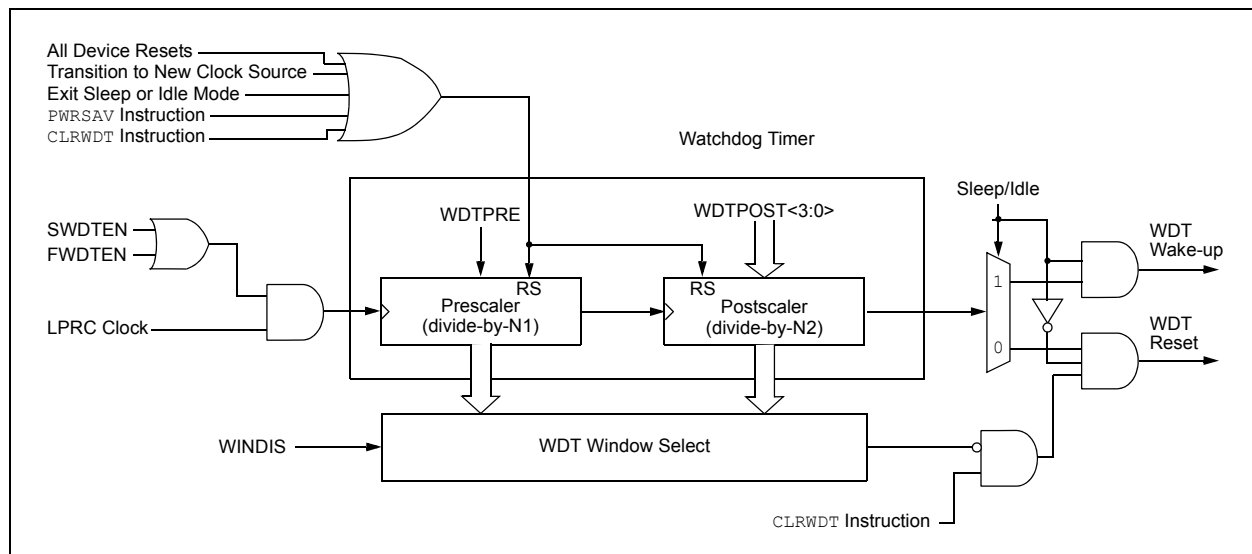 All Device Resets
Transition to New Clock Source
Exit Sleep or Idle Mode
PWRSAV Instruction
CLRWDT Instruction
Watchdog Timer
Sleep/Idle
SWDTEN
FWDTEN
WDTPRE
WDTPOST<3:0>
WDT
Wake-up
RS
Prescaler
(divide-by-N1)
RS
Postscaler
(divide-by-N2)
1
0
LPRC Clock
WDT
Reset
WINDIS
WDT Window Select
CLRWDT Instruction